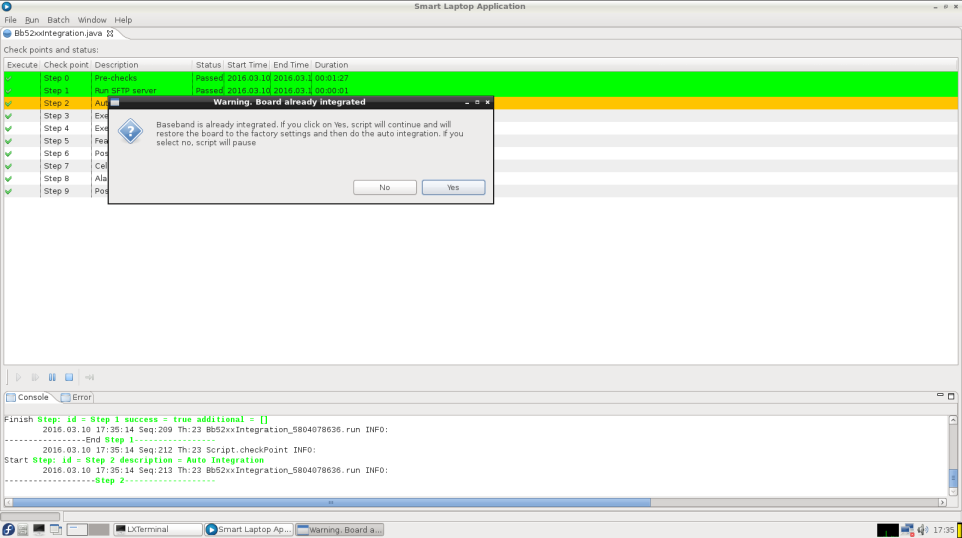 Smart Laptop Application
File Run Batch Window Help
Bb52xxIntegration.java
Check points and status:
Execute Check point Description Status Start Time End Time Duration
Step 0 Pre-checks Passed 2016.03.10 2016.03.1 00:01:27
Step 1 Run SFTP server Passed 2016.03.10 2016.03.1 00:00:01
Step 2 Aut
Step 3 Exe
Step 4 Exe
Step 5 Fea
Step 6 Pos
Step 7 Cel
Step 8 Ala
Step 9 Pos
Warning. Board already integrated
Baseband is already integrated. If you click on Yes, script will continue and will
restore the board to the factory settings and then do the auto integration. If you
select no, script will pause
No Yes
Console Error
Finish Step: id = Step 1 success = true additional = []
2016.03.10 17:35:14 Seq:209 Th:23 Bb52xxIntegration_5804078636.run INFO:
-----------------End Step 1-----------------
2016.03.10 17:35:14 Seq:212 Th:23 Script.checkPoint INFO:
Start Step: id = Step 2 description = Auto Integration
2016.03.10 17:35:14 Seq:213 Th:23 Bb52xxIntegration_5804078636.run INFO:
-------------------Step 2-------------------
LXTerminal Smart Laptop Ap... Warning. Board a... 17:35